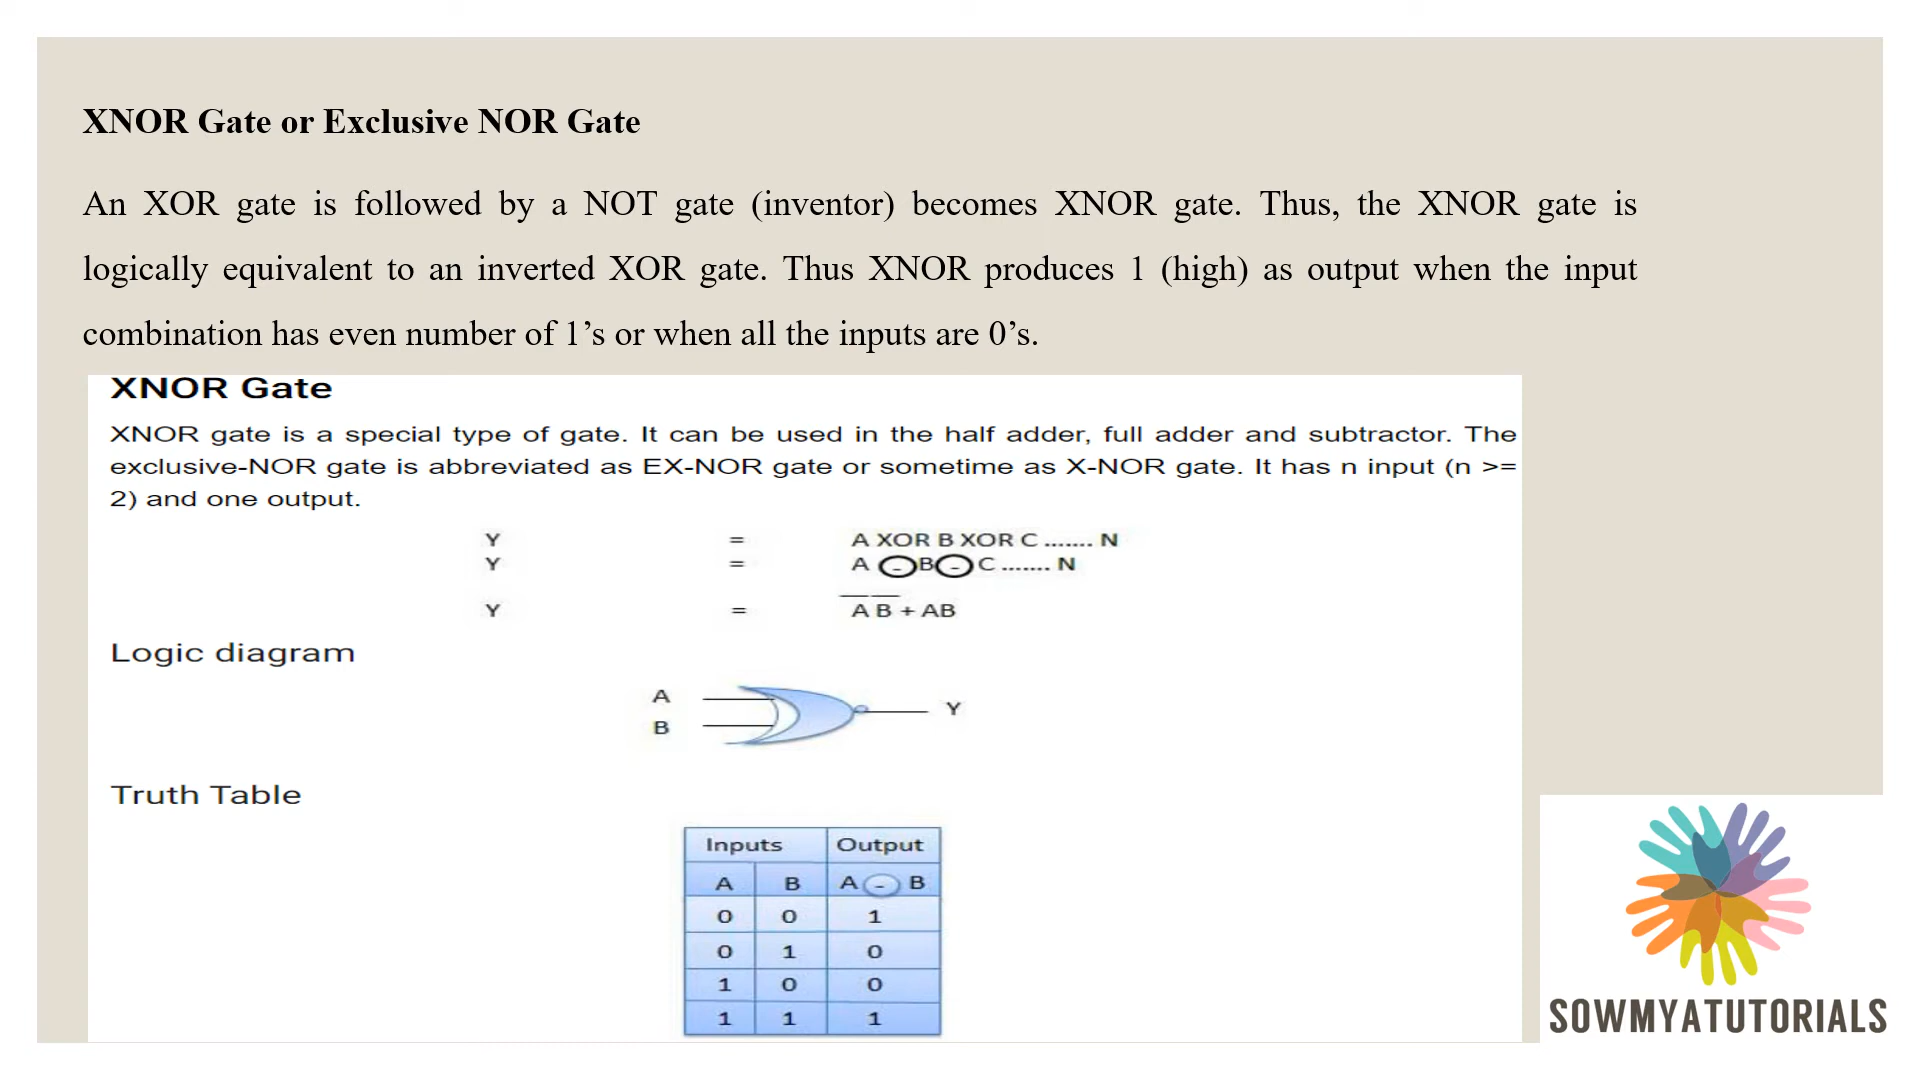 XNOR Gate or Exclusive NOR Gate
An XOR gate is followed by a NOT gate (inventor) becomes XNOR gate. Thus, the XNOR gate is
logically equivalent to an inverted XOR gate. Thus XNOR produces 1 (high) as output when the input
combination has even number of 1’s or when all the inputs are 0’s.
XNOR Gate
XNOR gate is a special type of gate. It can be used in the half adder, full adder and subtractor. The
exclusive-NOR gate is abbreviated as EX-NOR gate or sometime as X-NOR gate. It has n input (n >=
2) and one output.
Y = A XOR B XOR C ....... N
Y = A ⊝ B ⊝ C ....... N
Y = A̅ B̅ + AB
Logic diagram
A
Y
B
Truth Table
Inputs Output
A B A ⊝ B
0 0 1
0 1 0
1 0 0
1 1 1
SOWMYATUTORIALS